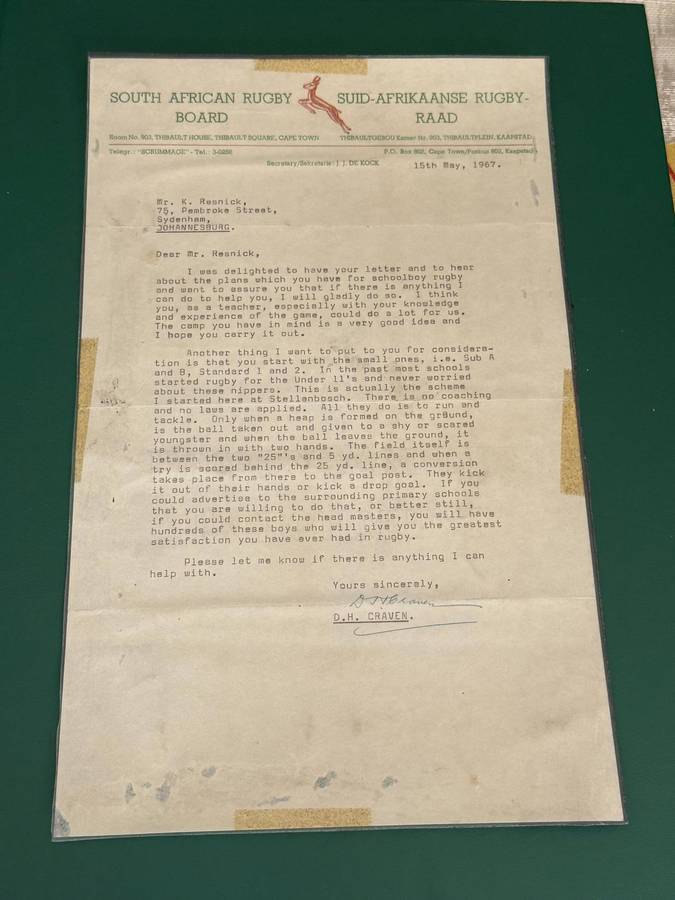 SOUTH AFRICAN RUGBY BOARD
SUID-AFRIKAANSE RUGBY-RAAD
Room No. 903, THIBAULT HOUSE, THIBAULT SQUARE, CAPE TOWN
THIBAULTGEBOU Kamer Nr. 903, THIBAULTPLEIN, KAAPSTAD
Telegr.: "SCRUMMAGE" - Tel.: 3-0258
P.O. Box 802, Cape Town/Posbus 802, Kaapstad
Secretary/Sekretaris: J. J. DE KOCK
15th May, 1967.
Mr. K. Resnick,
75, Pembroke Street,
Sydenham,
JOHANNESBURG.
Dear Mr. Resnick,
I was delighted to have your letter and to hear
about the plans which you have for schoolboy rugby
and want to assure you that if there is anything I
can do to help you, I will gladly do so. I think
you, as a teacher, especially with your knowledge
and experience of the game, could do a lot for us.
The camp you have in mind is a very good idea and
I hope you carry it out.
Another thing I want to put to you for considera-
tion is that you start with the small ones, i.e. Sub A
and B, Standard 1 and 2. In the past most schools
started rugby for the Under 11's and never worried
about these nippers. This is actually the scheme
I started here at Stellenbosch. There is no coaching
and no laws are applied. All they do is to run and
tackle. Only when a heap is formed on the ground,
is the ball taken out and given to a shy or scared
youngster and when the ball leaves the ground, it
is thrown in with two hands. The field itself is
between the two "25"'s and 5 yd. lines and when a
try is scored behind the 25 yd. line, a conversion
takes place from there to the goal post. They kick
it out of their hands or kick a drop goal. If you
could advertise to the surrounding primary schools
that you are willing to do that, or better still,
if you could contact the head masters, you will have
hundreds of these boys who will give you the greatest
satisfaction you have ever had in rugby.
Please let me know if there is anything I can
help with.
Yours sincerely,
D H Craven
D.H. CRAVEN.